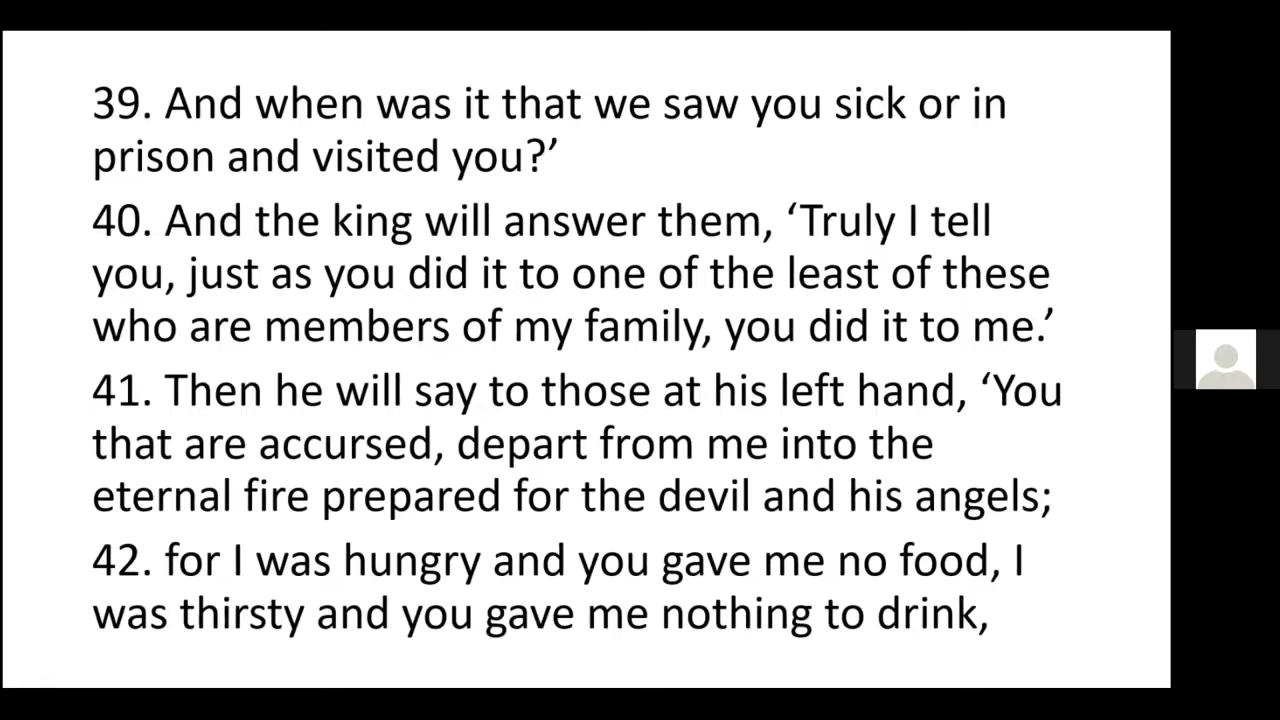 39. And when was it that we saw you sick or in
prison and visited you?’
40. And the king will answer them, ‘Truly I tell
you, just as you did it to one of the least of these
who are members of my family, you did it to me.’
41. Then he will say to those at his left hand, ‘You
that are accursed, depart from me into the
eternal fire prepared for the devil and his angels;
42. for I was hungry and you gave me no food, I
was thirsty and you gave me nothing to drink,